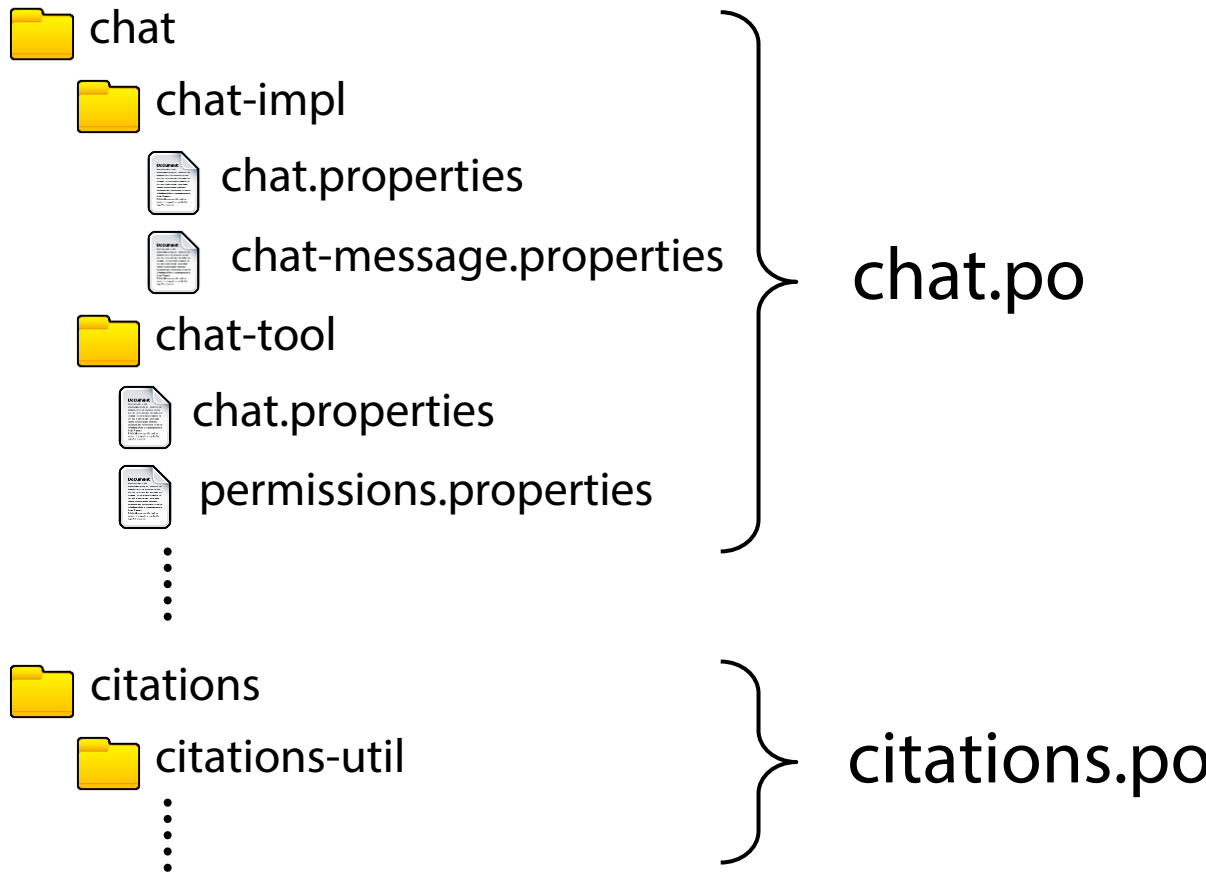 chat
chat-impl
chat.properties
chat-message.properties
chat.po
chat-tool
chat.properties
permissions.properties
citations
citations-util
citations.po